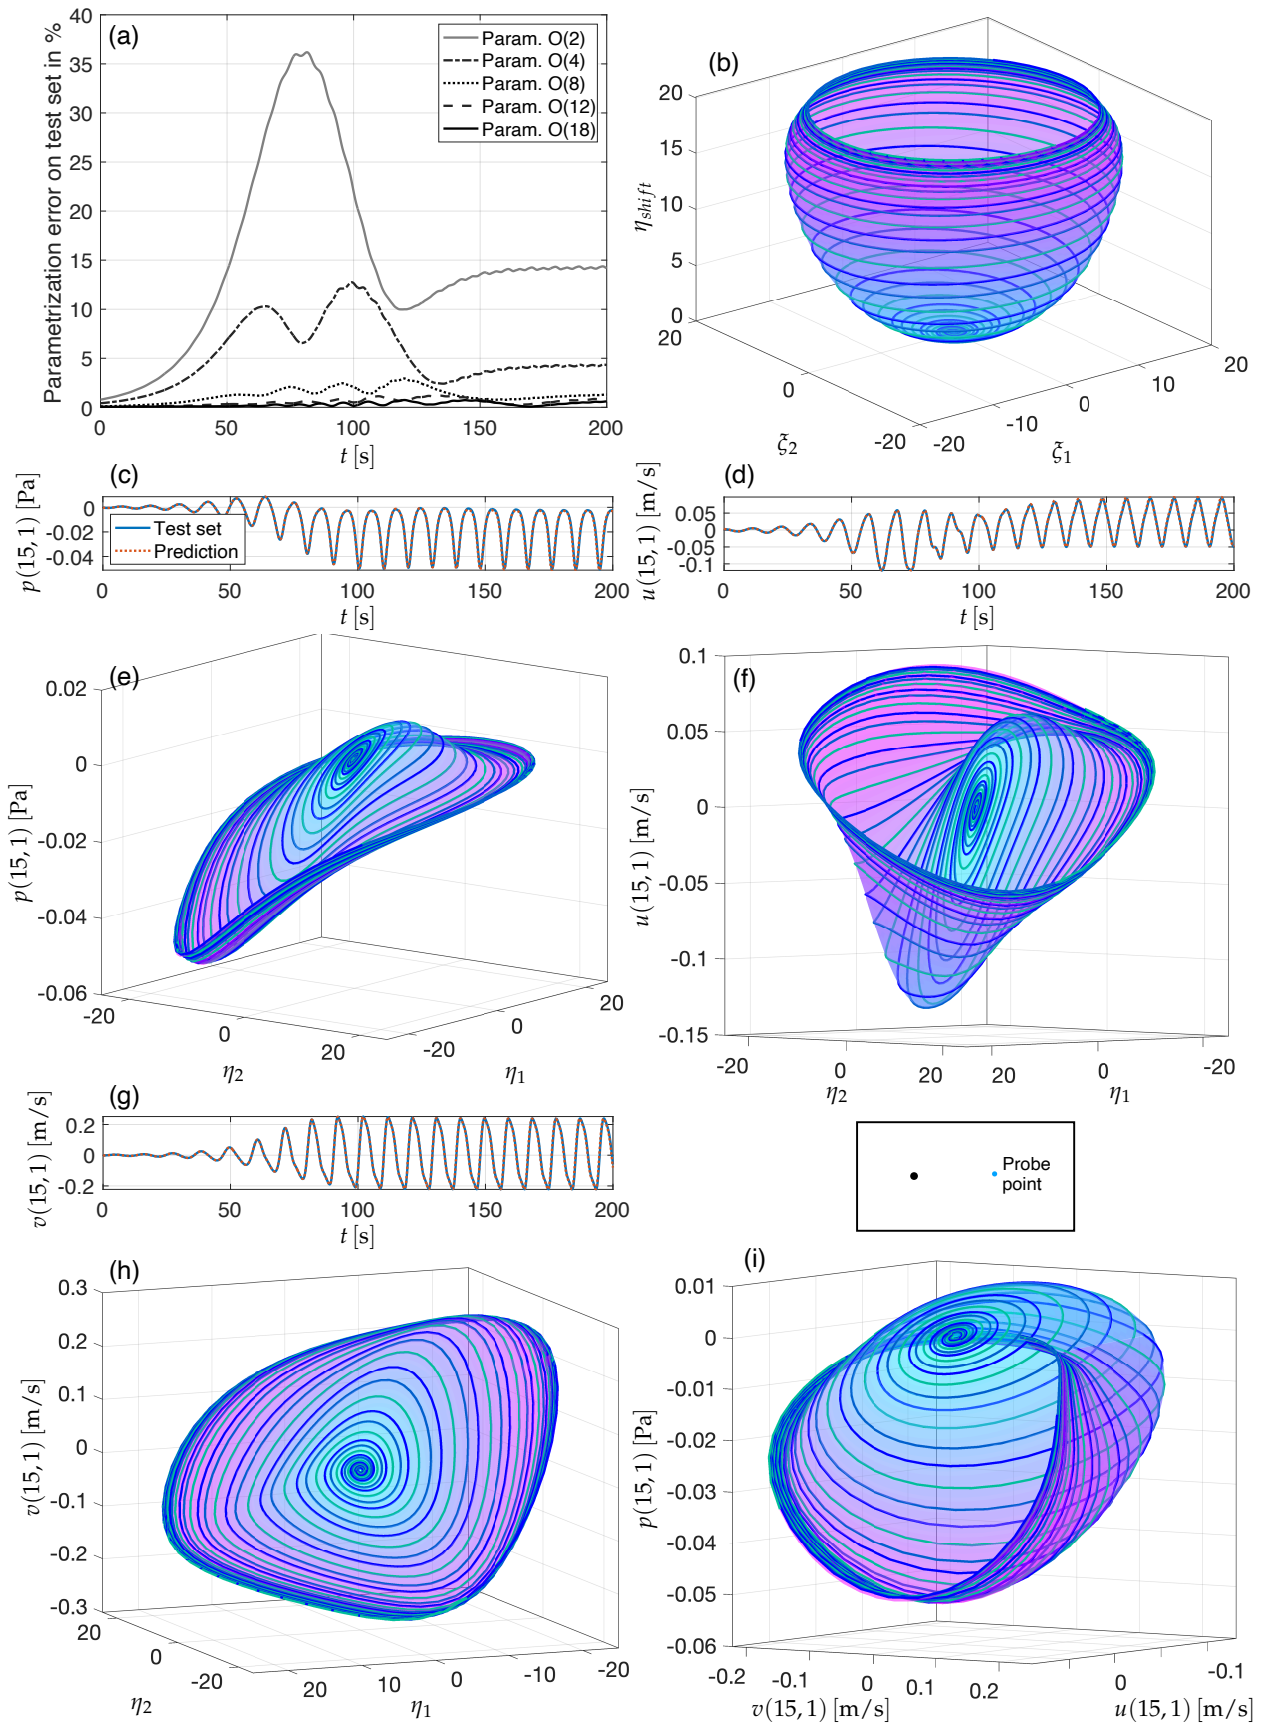 (a)
Parametrization error on test set in %
40
35
30
25
20
15
10
5
0
Param. O(2)
Param. O(4)
Param. O(8)
Param. O(12)
Param. O(18)
0 50 100 150 200
t [s]
(b)
η_shift
20
15
10
5
0
20
0
-20
ξ₂
-20
-10
0
10
20
ξ₁
(c)
p(15, 1) [Pa]
0
-0.02
-0.04
Test set
Prediction
0 50 100 150 200
t [s]
(d)
u(15, 1) [m/s]
0.05
-0.05
-0.1
0 50 100 150 200
t [s]
(e)
p(15, 1) [Pa]
0.02
0
-0.02
-0.04
-0.06
-20
0
20
η₂
-20
0
20
η₁
(f)
u(15, 1) [m/s]
0.1
0.05
0
-0.05
-0.1
-0.15
-20 0 20
η₂
20 0 -20
η₁
(g)
v(15, 1) [m/s]
0.2
0
-0.2
0 50 100 150 200
t [s]
Probe
point
(h)
v(15, 1) [m/s]
0.3
0.2
0.1
0
-0.1
-0.2
-0.3
20
0
-20
η₂
20 10 0 -10 -20
η₁
(i)
p(15, 1) [Pa]
0.01
0
-0.01
-0.02
-0.03
-0.04
-0.05
-0.06
-0.2 -0.1 0 0.1 0.2
v(15, 1) [m/s]
0 -0.1
u(15, 1) [m/s]